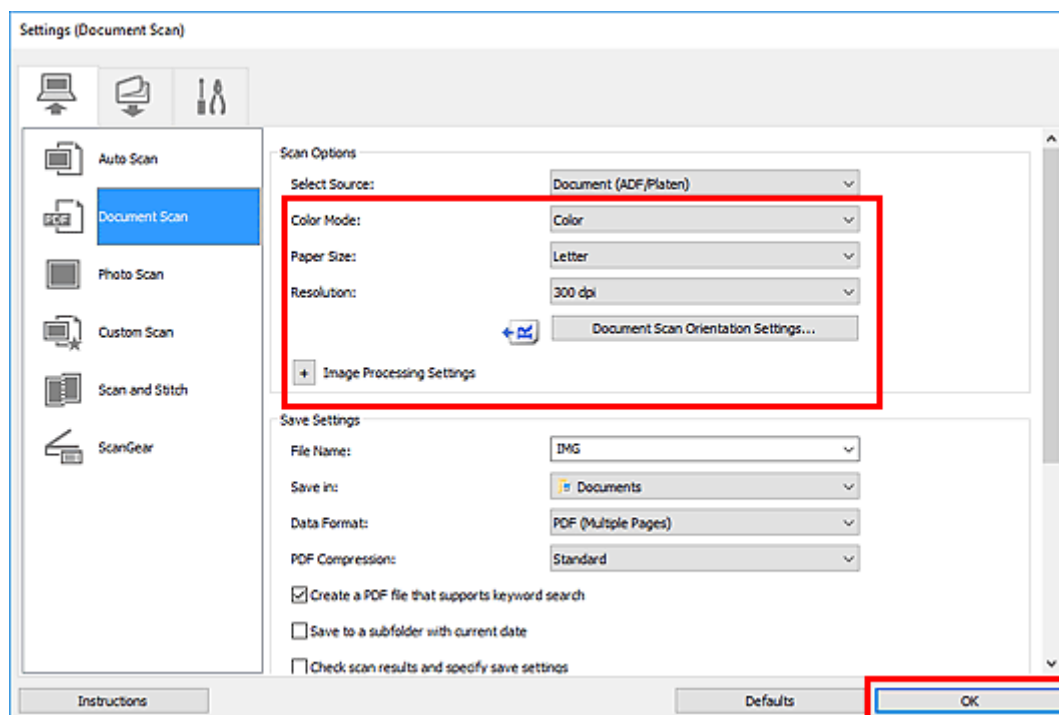 Settings (Document Scan)
Auto Scan
Document Scan
Photo Scan
Custom Scan
Scan and Stitch
ScanGear
Scan Options
Select Source: Document (ADF/Platen)
Color Mode: Color
Paper Size: Letter
Resolution: 300 dpi
Document Scan Orientation Settings...
+ Image Processing Settings
Save Settings
File Name: IMG
Save in: Documents
Data Format: PDF (Multiple Pages)
PDF Compression: Standard
Create a PDF file that supports keyword search
Save to a subfolder with current date
Check scan results and specify save settings
Instructions Defaults OK